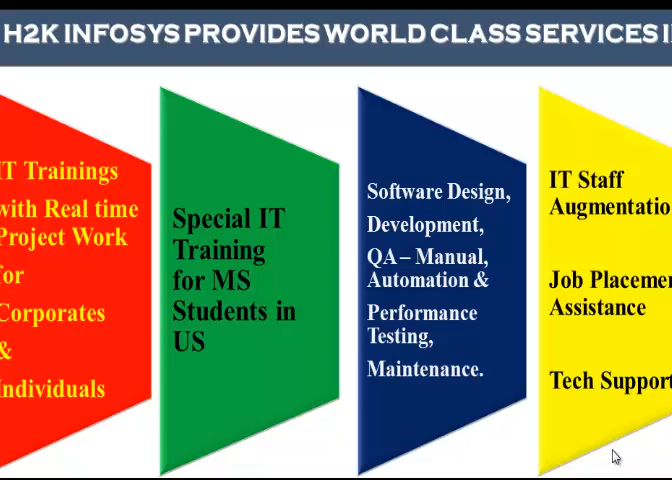 H2K INFOSYS PROVIDES WORLD CLASS SERVICES I
IT Trainings
with Real time
Project Work
for
Corporates
&
Individuals
Special IT
Training
for MS
Students in
US
Software Design,
Development,
QA – Manual,
Automation &
Performance
Testing,
Maintenance.
IT Staff
Augmentatio
Job Placemen
Assistance
Tech Support